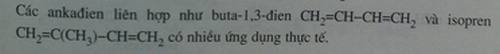 Các ankađien liên hợp như buta-1,3-đien CH₂=CH–CH=CH₂ và isopren
CH₂=C(CH₃)–CH=CH₂ có nhiều ứng dụng thực tế.